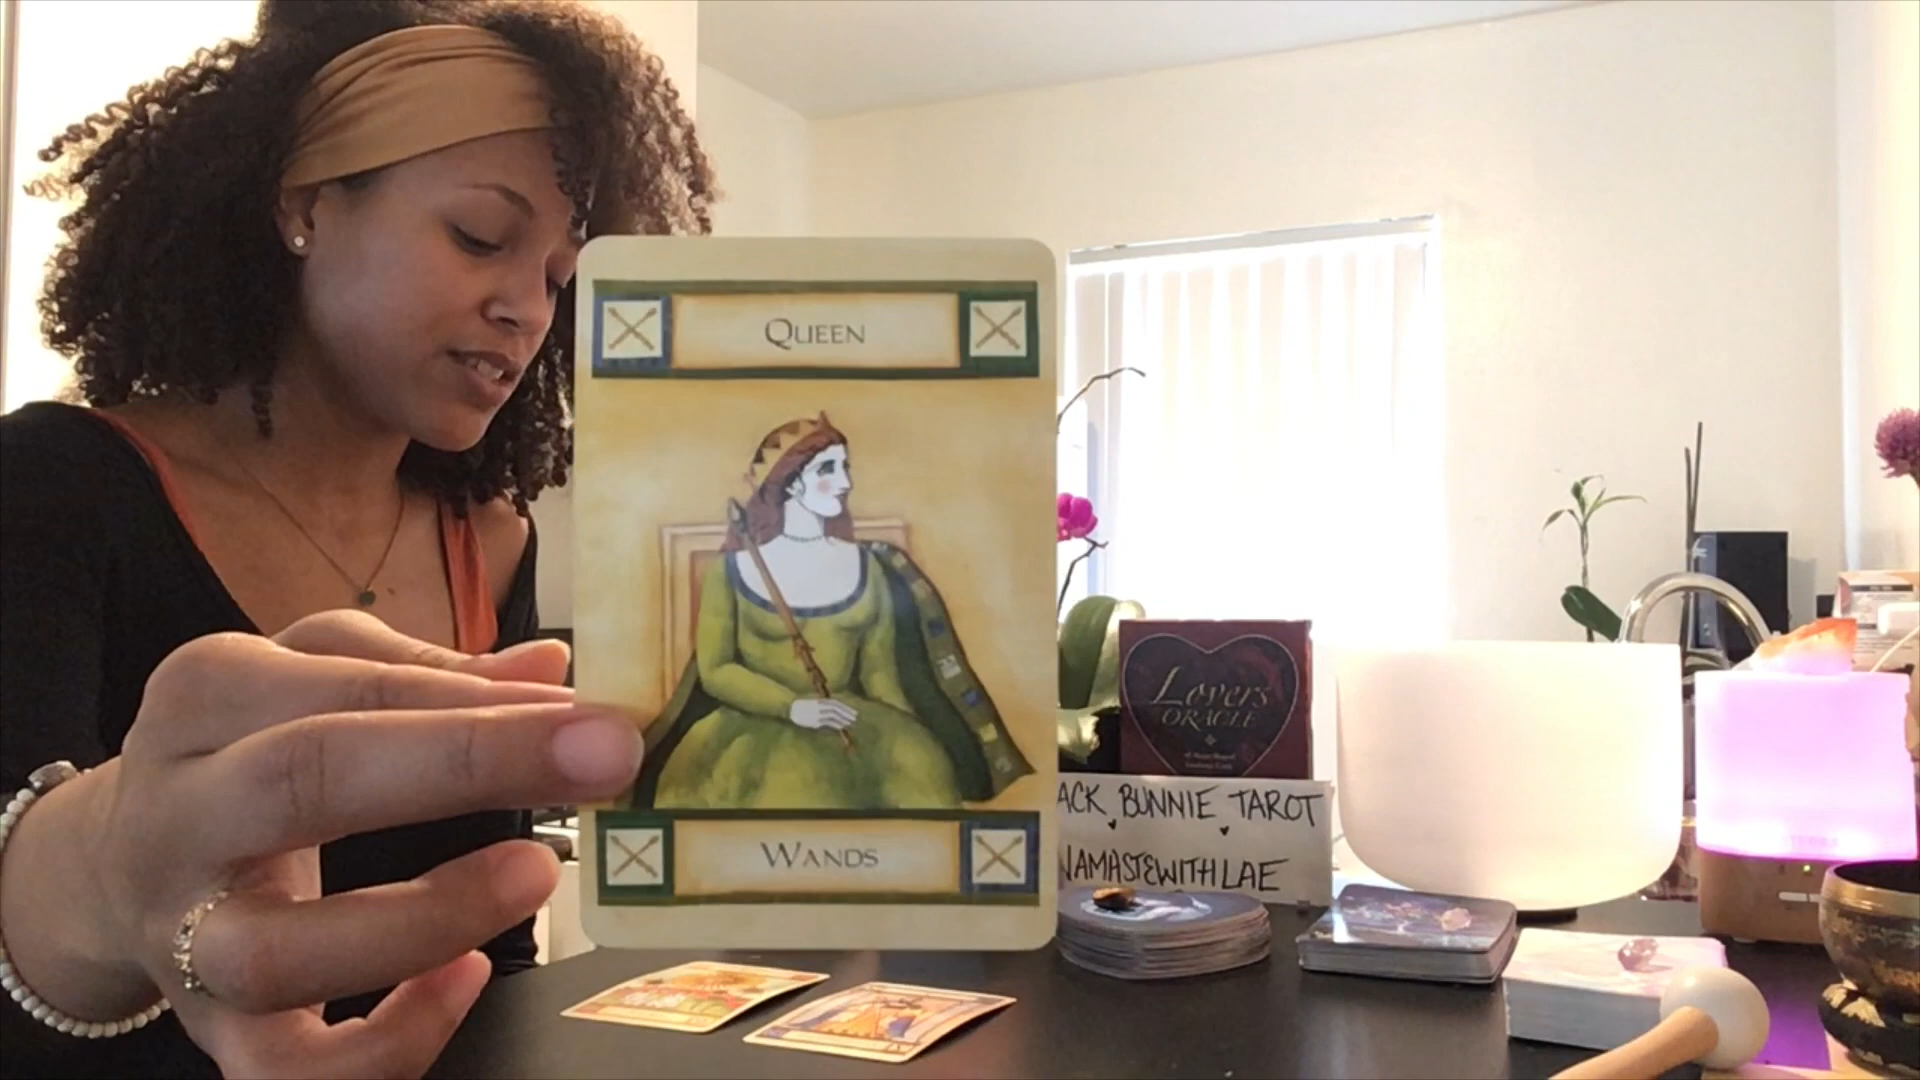 QUEEN
WANDS
Lovers
ORACLE
ACK BUNNIE TAROT
NAMASTEWITHLAE